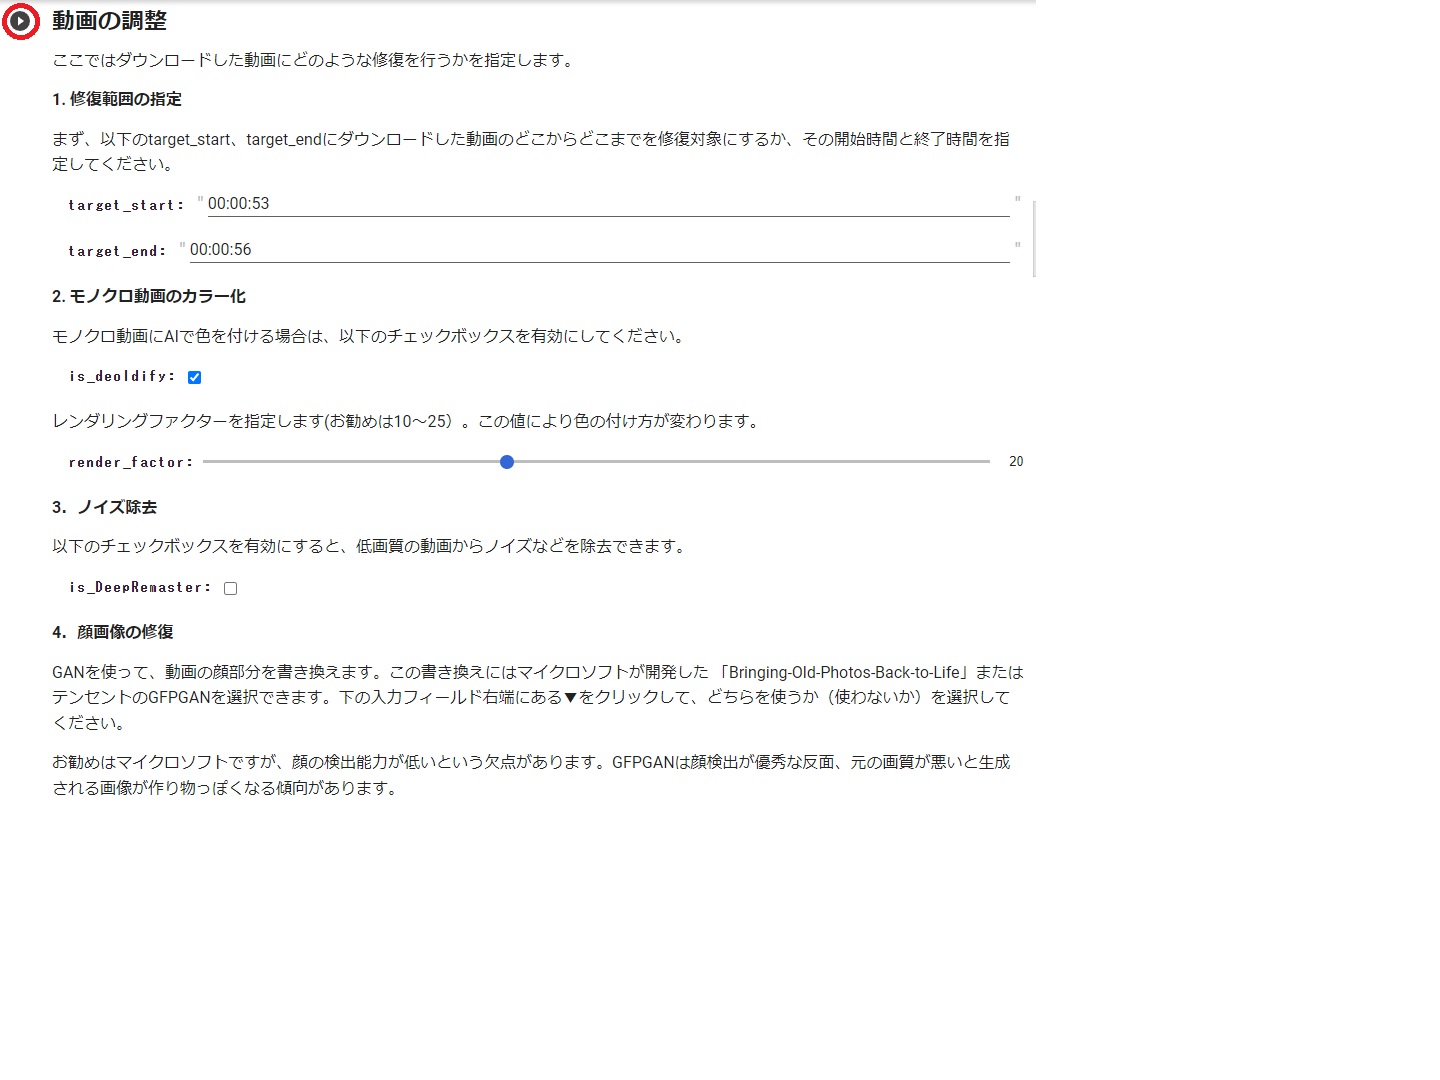 動画の調整
ここではダウンロードした動画にどのような修復を行うかを指定します。
1. 修復範囲の指定
まず、以下のtarget_start、target_endにダウンロードした動画のどこからどこまでを修復対象にするか、その開始時間と終了時間を指
定してください。
target_start: " 00:00:53 "
target_end: " 00:00:56 "
2. モノクロ動画のカラー化
モノクロ動画にAIで色を付ける場合は、以下のチェックボックスを有効にしてください。
is_deoldify:
レンダリングファクターを指定します(お勧めは10〜25）。この値により色の付け方が変わります。
render_factor: 20
3．ノイズ除去
以下のチェックボックスを有効にすると、低画質の動画からノイズなどを除去できます。
is_DeepRemaster:
4．顔画像の修復
GANを使って、動画の顔部分を書き換えます。この書き換えにはマイクロソフトが開発した 「Bringing-Old-Photos-Back-to-Life」または
テンセントのGFPGANを選択できます。下の入力フィールド右端にある▼をクリックして、どちらを使うか（使わないか）を選択して
ください。
お勧めはマイクロソフトですが、顔の検出能力が低いという欠点があります。GFPGANは顔検出が優秀な反面、元の画質が悪いと生成
される画像が作り物っぽくなる傾向があります。